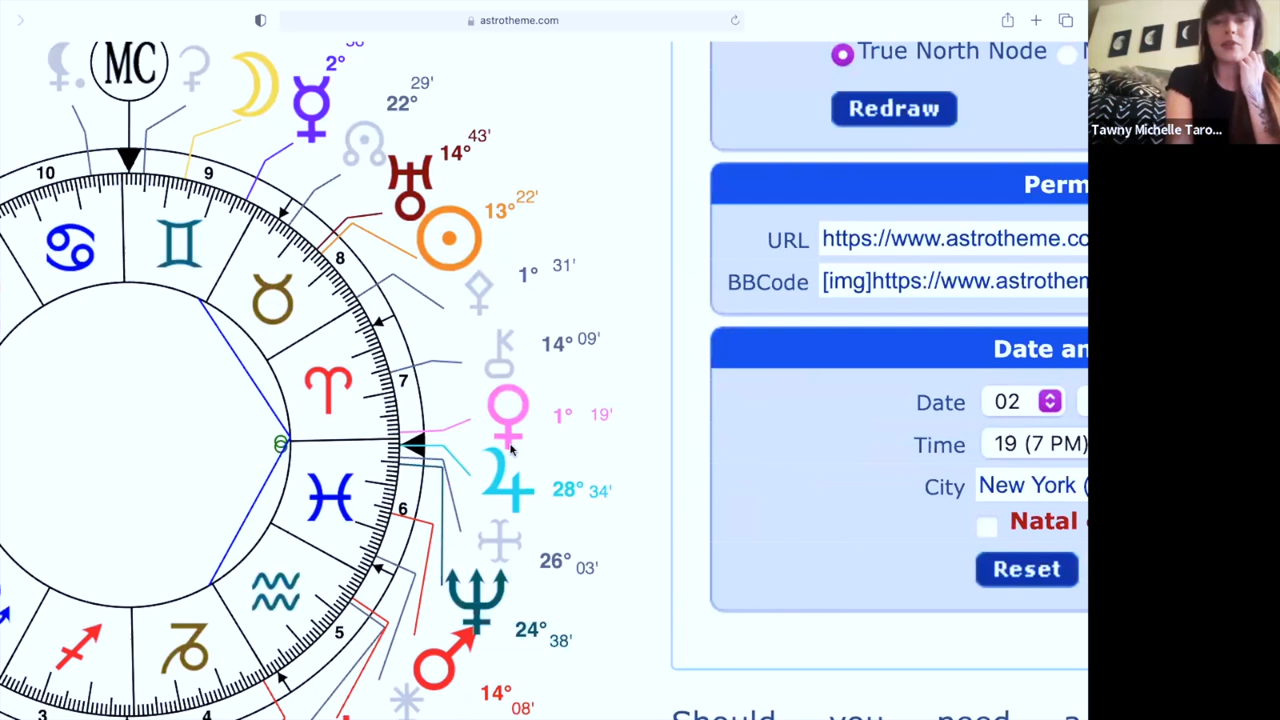 astrotheme.com
MC
True North Node
Redraw
Perm
URL
https://www.astrotheme.co
BBCode
[img]https://www.astrothem
Date an
Date
02
Time
19 (7 PM)
City
New York (
Natal
Reset
Should you need a
Tawny Michelle Taro...
2°
29'
22°
43'
14°
22'
13°
31'
1°
09'
14°
19'
1°
34'
28°
03'
26°
38'
24°
08'
14°
10
9
8
7
6
5
4
3